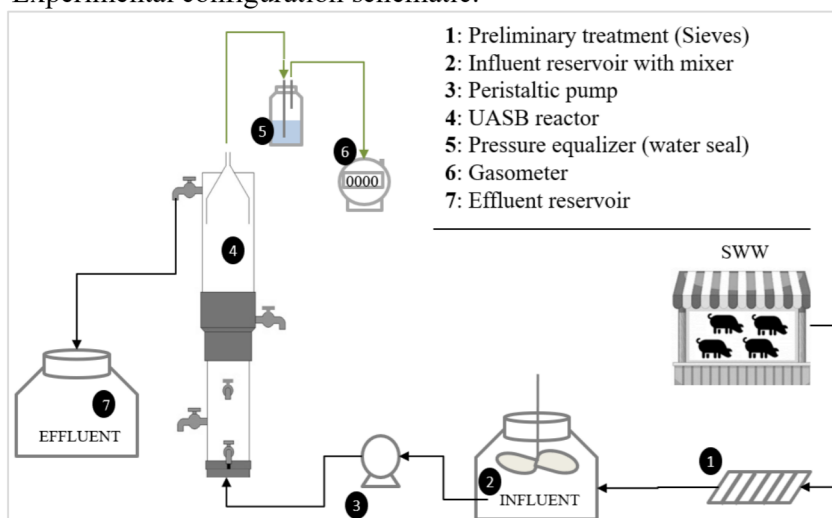 Experimental configuration schematic.
1: Preliminary treatment (Sieves)
2: Influent reservoir with mixer
3: Peristaltic pump
4: UASB reactor
5: Pressure equalizer (water seal)
6: Gasometer
7: Effluent reservoir
5
6
0000
4
SWW
7
EFFLUENT
3
2
INFLUENT
1